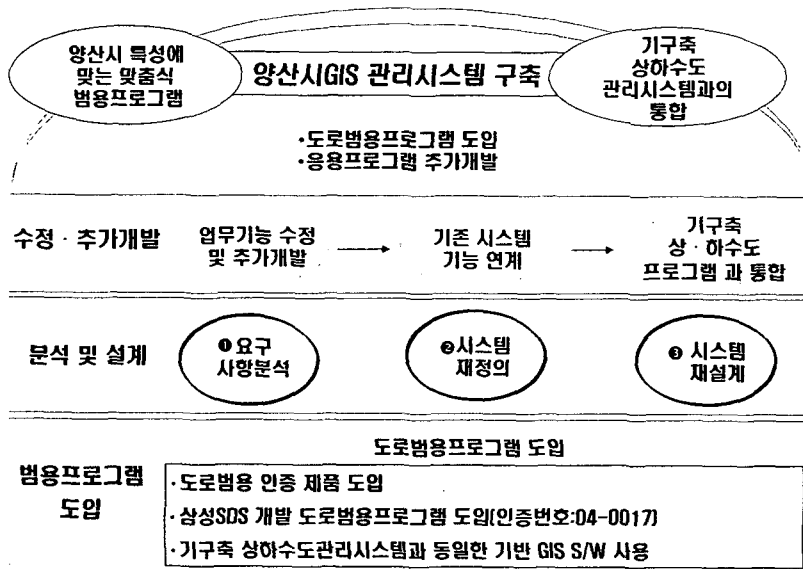 양산시 특성에
맞는 맞춤식
범용프로그램
양산시GIS 관리시스템 구축
기구축
상하수도
관리시스템과의
통합
·도로범용프로그램 도입
·응용프로그램 추가개발
수정 · 추가개발
업무기능 수정
및 추가개발
기존 시스템
기능 연계
기구축
상 · 하수도
프로그램 과 통합
분석 및 설계
❶요구
사항분석
❷시스템
재정의
❸ 시스템
재설계
범용프로그램
도입
도로범용프로그램 도입
·도로범용 인증 제품 도입
·삼성SDS 개발 도로범용프로그램 도입(인증번호:04-0017)
·기구축 상하수도관리시스템과 동일한 기반 GIS S/W 사용